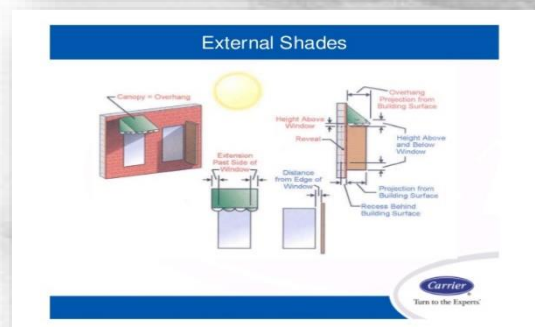 External Shades
Canopy = Overhang
Overhang
Projection from
Building Surface
Height Above
Window
Reveal
Height Above
and Below
Window
Extension
Past Side of
Window
Distance
from Edge of
Window
Projection from
Building Surface
Recess Behind
Building Surface
Carrier
Turn to the Experts